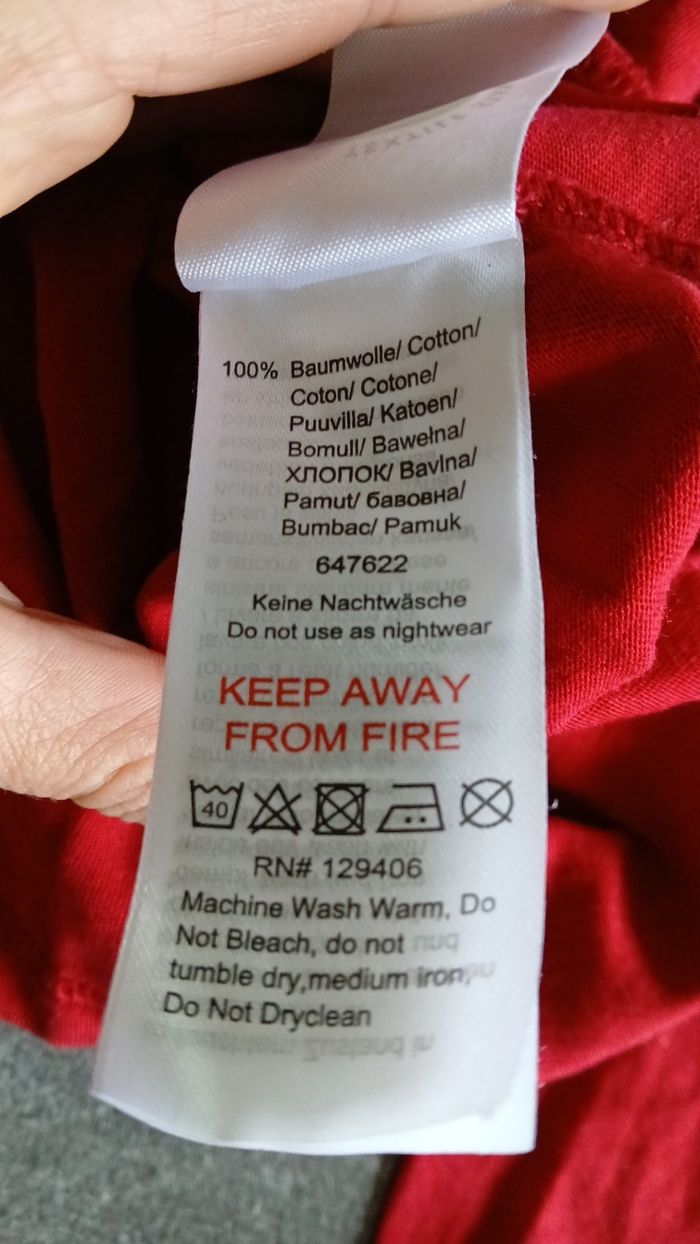 100% Baumwolle/ Cotton/
Coton/ Cotone/
Puuvilla/ Katoen/
Bomull/ Bawełna/
ХЛОПОК/ Bavlna/
Pamut/ бавовна/
Bumbac/ Pamuk
647622
Keine Nachtwäsche
Do not use as nightwear
KEEP AWAY
FROM FIRE
40
RN# 129406
Machine Wash Warm, Do
Not Bleach, do not
tumble dry,medium iron,
Do Not Dryclean